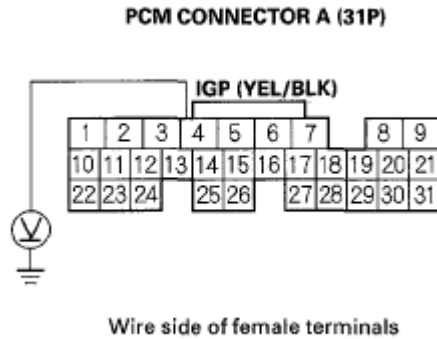 PCM CONNECTOR A (31P)
IGP (YEL/BLK)
1 2 3 4 5 6 7 8 9
10 11 12 13 14 15 16 17 18 19 20 21
22 23 24 25 26 27 28 29 30 31
V
Wire side of female terminals